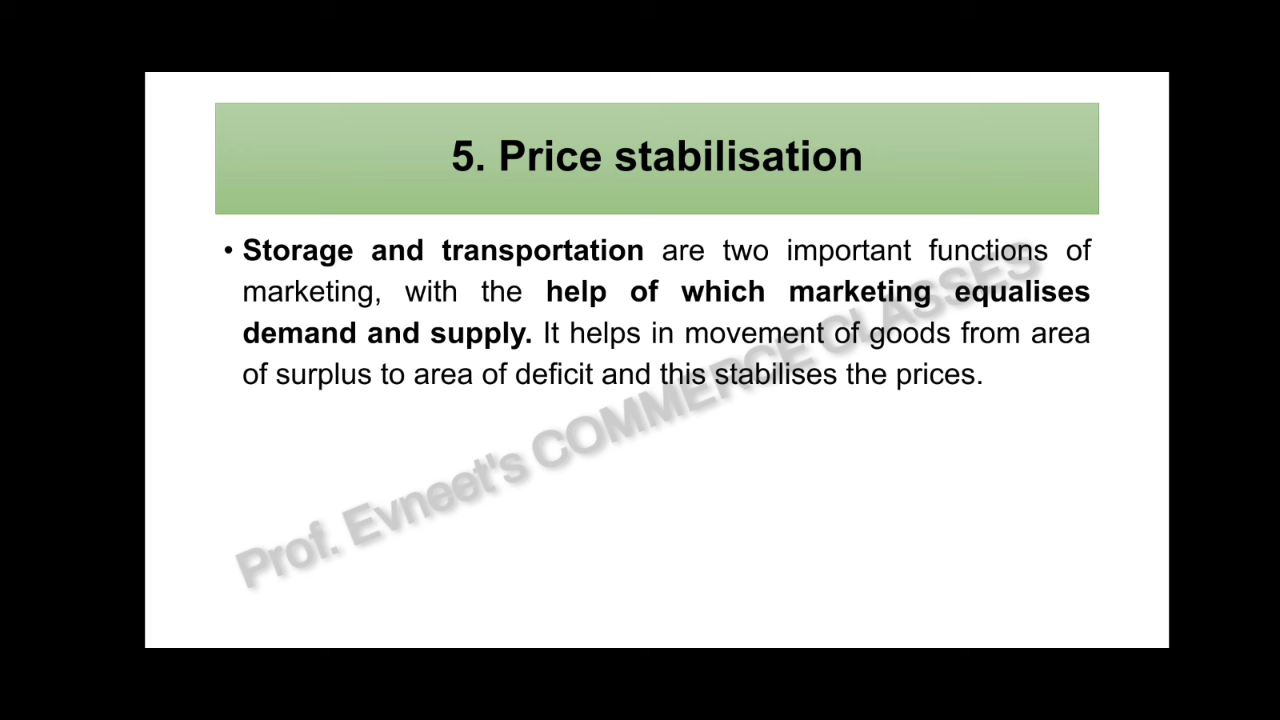 5. Price stabilisation
• Storage and transportation are two important functions of
marketing, with the help of which marketing equalises
demand and supply. It helps in movement of goods from area
of surplus to area of deficit and this stabilises the prices.
Prof. Evneet's COMMERCE CLASSES